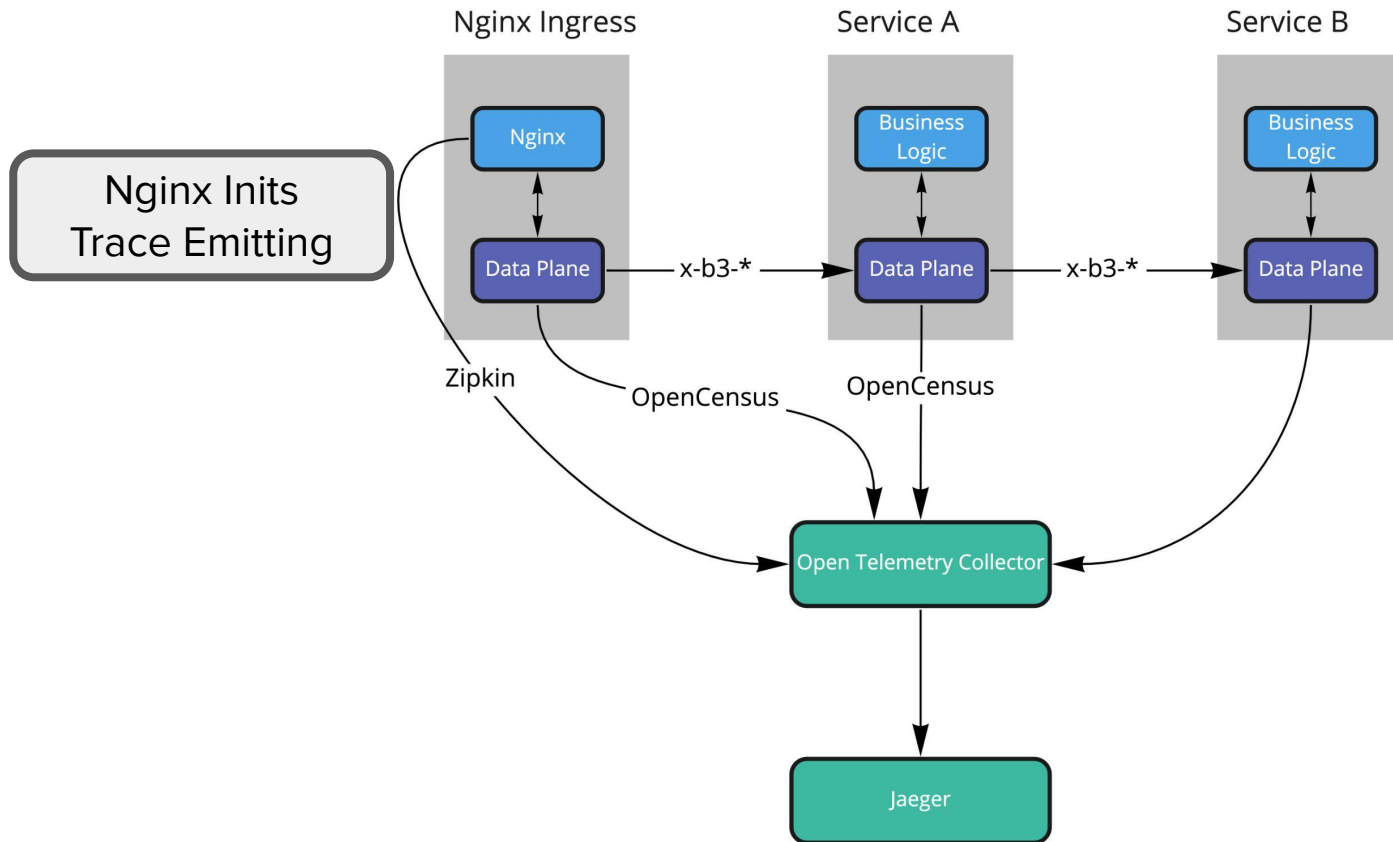 Nginx Ingress
Service A
Service B
Nginx
Business
Logic
Business
Logic
Nginx Inits
Trace Emitting
Data Plane
x-b3-*
Data Plane
x-b3-*
Data Plane
Zipkin
OpenCensus
OpenCensus
Open Telemetry Collector
Jaeger